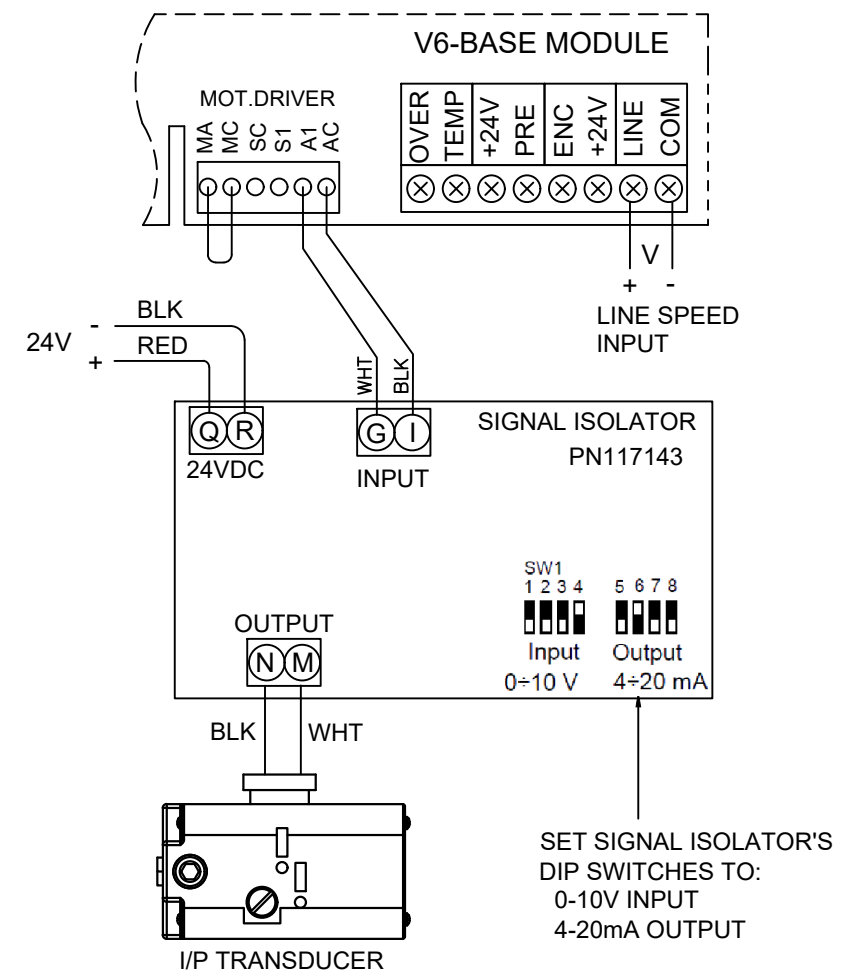 V6-BASE MODULE
MOT.DRIVER
MA MC SC S1 A1 AC
OVER TEMP +24V PRE ENC +24V LINE COM
V
+ -
LINE SPEED
INPUT
24V
- BLK
+ RED
WHT BLK
Q R
24VDC
G I
INPUT
SIGNAL ISOLATOR
PN117143
SW1
1 2 3 4 5 6 7 8
Input Output
0÷10 V 4÷20 mA
OUTPUT
N M
BLK WHT
SET SIGNAL ISOLATOR'S
DIP SWITCHES TO:
0-10V INPUT
4-20mA OUTPUT
I/P TRANSDUCER